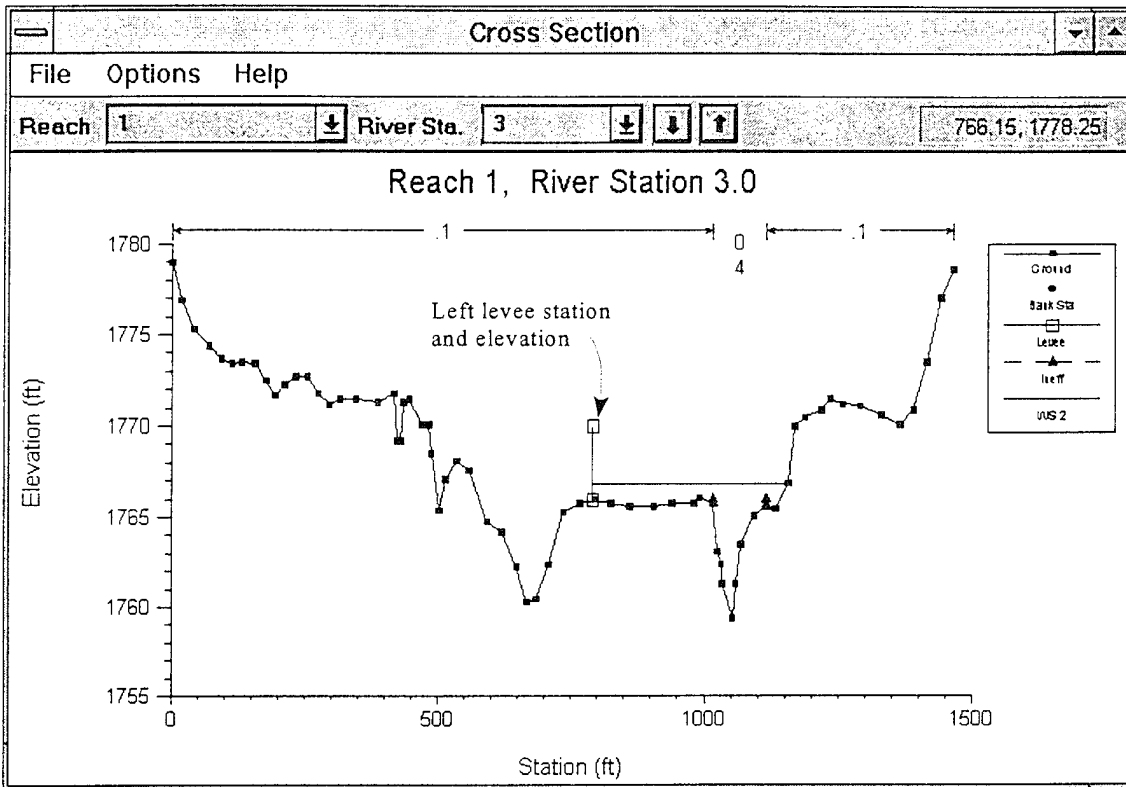 Cross Section
File Options Help
Reach 1 River Sta. 3 766.15, 1778.25
Reach 1, River Station 3.0
.1
0
4
.1
1780
1775
1770
1765
1760
1755
Elevation (ft)
Left levee station
and elevation
Ground
Bank Sta
Levee
Ineff
WS 2
0 500 1000 1500
Station (ft)